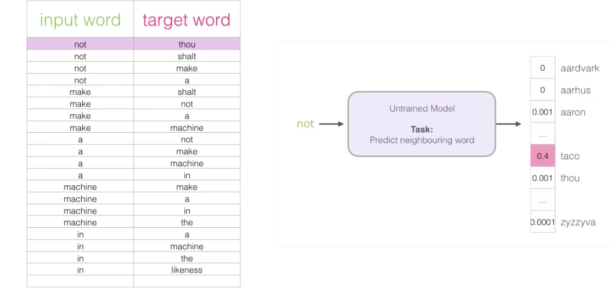 input word target word
not thou
not shalt
not make
not a
make shalt
make not
make a
make machine
a not
a make
a machine
a in
machine make
machine a
machine in
machine the
in a
in machine
in the
in likeness
not
Untrained Model
Task:
Predict neighbouring word
0 aardvark
0 aarhus
0.001 aaron
...
0.4 taco
0.001 thou
...
0.0001 zyzzyva